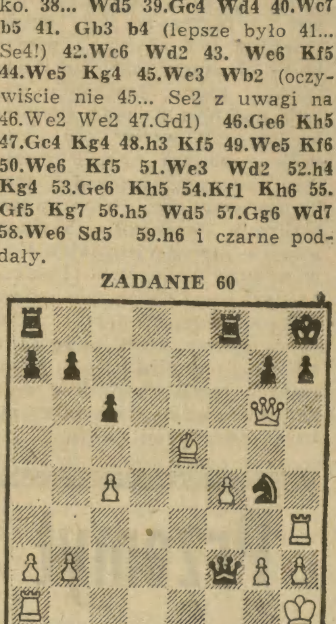 ko. 38... Wd5 39.Gc4 Wd4 40.Wc7
b5 41. Gb3 b4 (lepsze było 41...
Se4!) 42.Wc6 Wd2 43. We6 Kf5
44.We5 Kg4 45.We3 Wb2 (oczy-
wiście nie 45... Se2 z uwagi na
46.We2 We2 47.Gd1) 46.Ge6 Kh5
47.Gc4 Kg4 48.h3 Kf5 49.We5 Kf6
50.We6 Kf5 51.We3 Wd2 52.h4
Kg4 53.Ge6 Kh5 54.Kf1 Kh6 55.
Gf5 Kg7 56.h5 Wd5 57.Gg6 Wd7
58.We6 Sd5 59.h6 i czarne pod-
dały.
ZADANIE 60